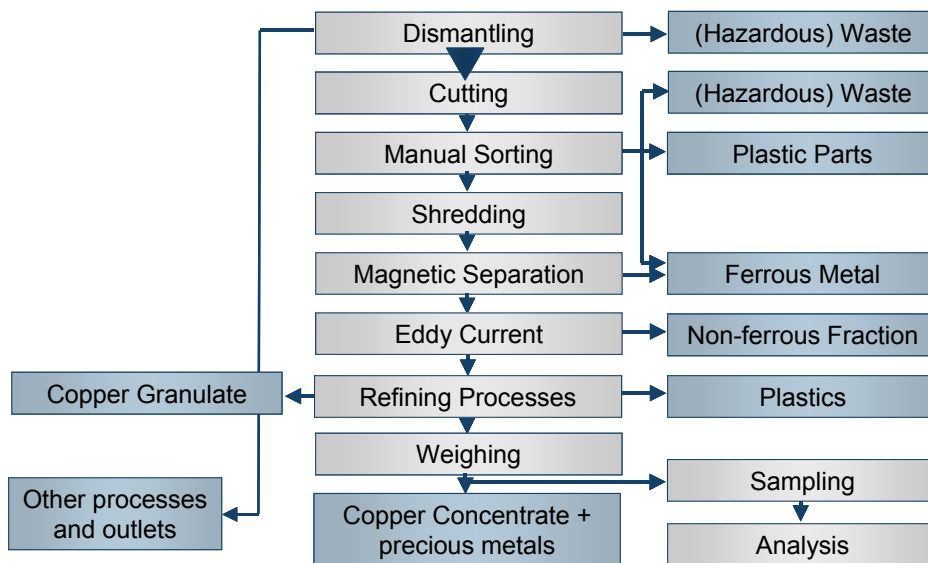 Dismantling
(Hazardous) Waste
Cutting
(Hazardous) Waste
Manual Sorting
Plastic Parts
Shredding
Magnetic Separation
Ferrous Metal
Eddy Current
Non-ferrous Fraction
Copper Granulate
Refining Processes
Plastics
Weighing
Sampling
Other processes
and outlets
Copper Concentrate +
precious metals
Analysis